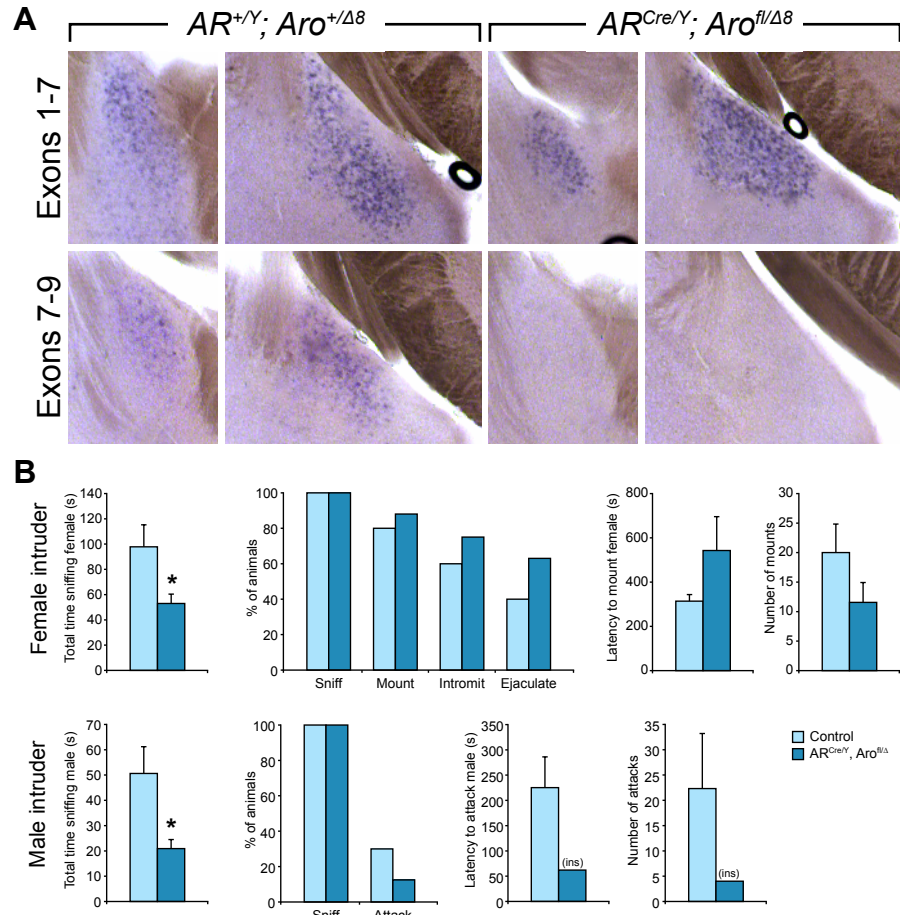 A
AR+/Y; Aro+/Δ8
ARCre/Y; Arofl/Δ8
Exons 1-7
Exons 7-9
B
Female intruder
Total time sniffing female (s)
140
120
100
80
60
40
20
0
*
% of animals
100
80
60
40
20
0
Sniff Mount Intromit Ejaculate
Latency to mount female (s)
800
600
400
200
0
Number of mounts
30
25
20
15
10
5
0
Male intruder
Total time sniffing male (s)
70
60
50
40
30
20
10
0
*
% of animals
100
80
60
40
20
0
Sniff Attack
Latency to attack male (s)
350
300
250
200
150
100
50
0
(ins)
Number of attacks
35
30
25
20
15
10
5
0
(ins)
Control
ARCre/Y, Arofl/Δ